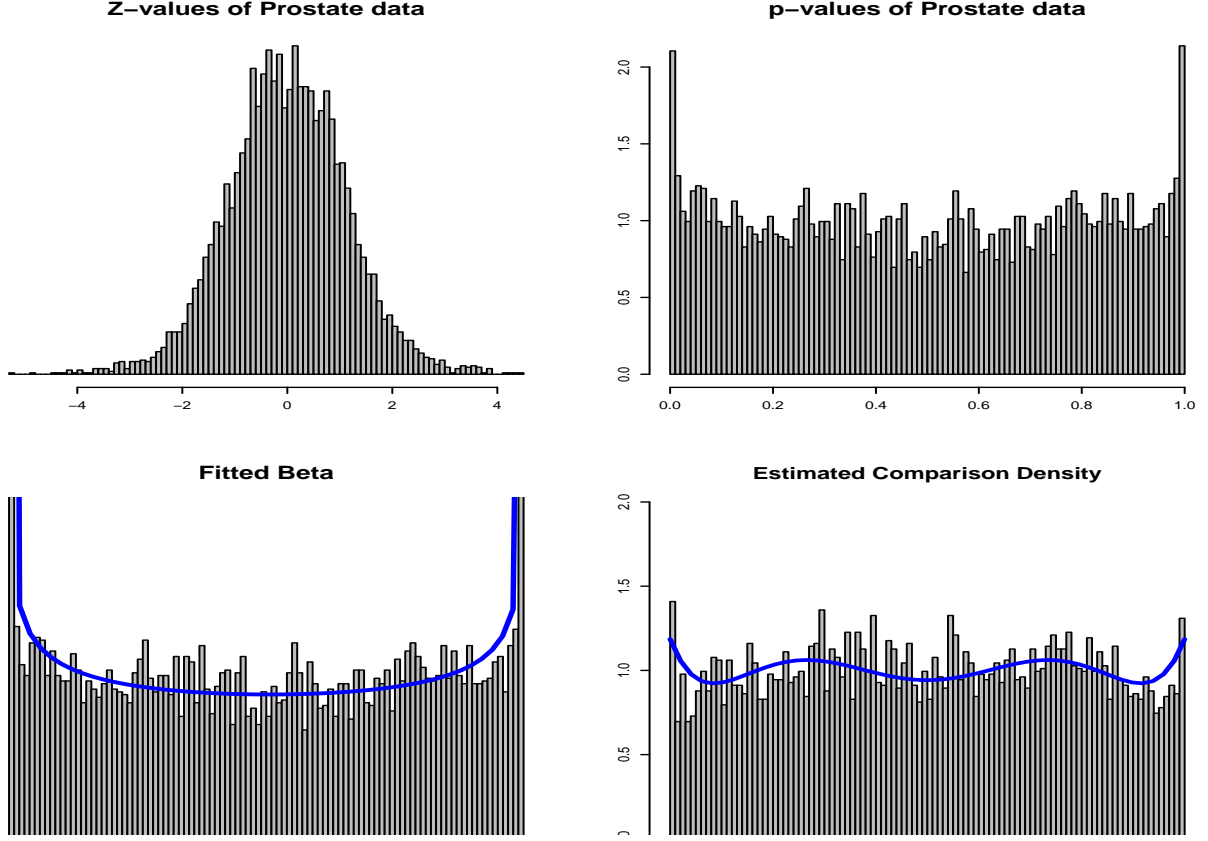 Z−values of Prostate data
−4 −2 0 2 4
p−values of Prostate data
2.0
1.5
1.0
0.5
0.0
0.0 0.2 0.4 0.6 0.8 1.0
Fitted Beta
Estimated Comparison Density
2.0
1.5
1.0
0.5